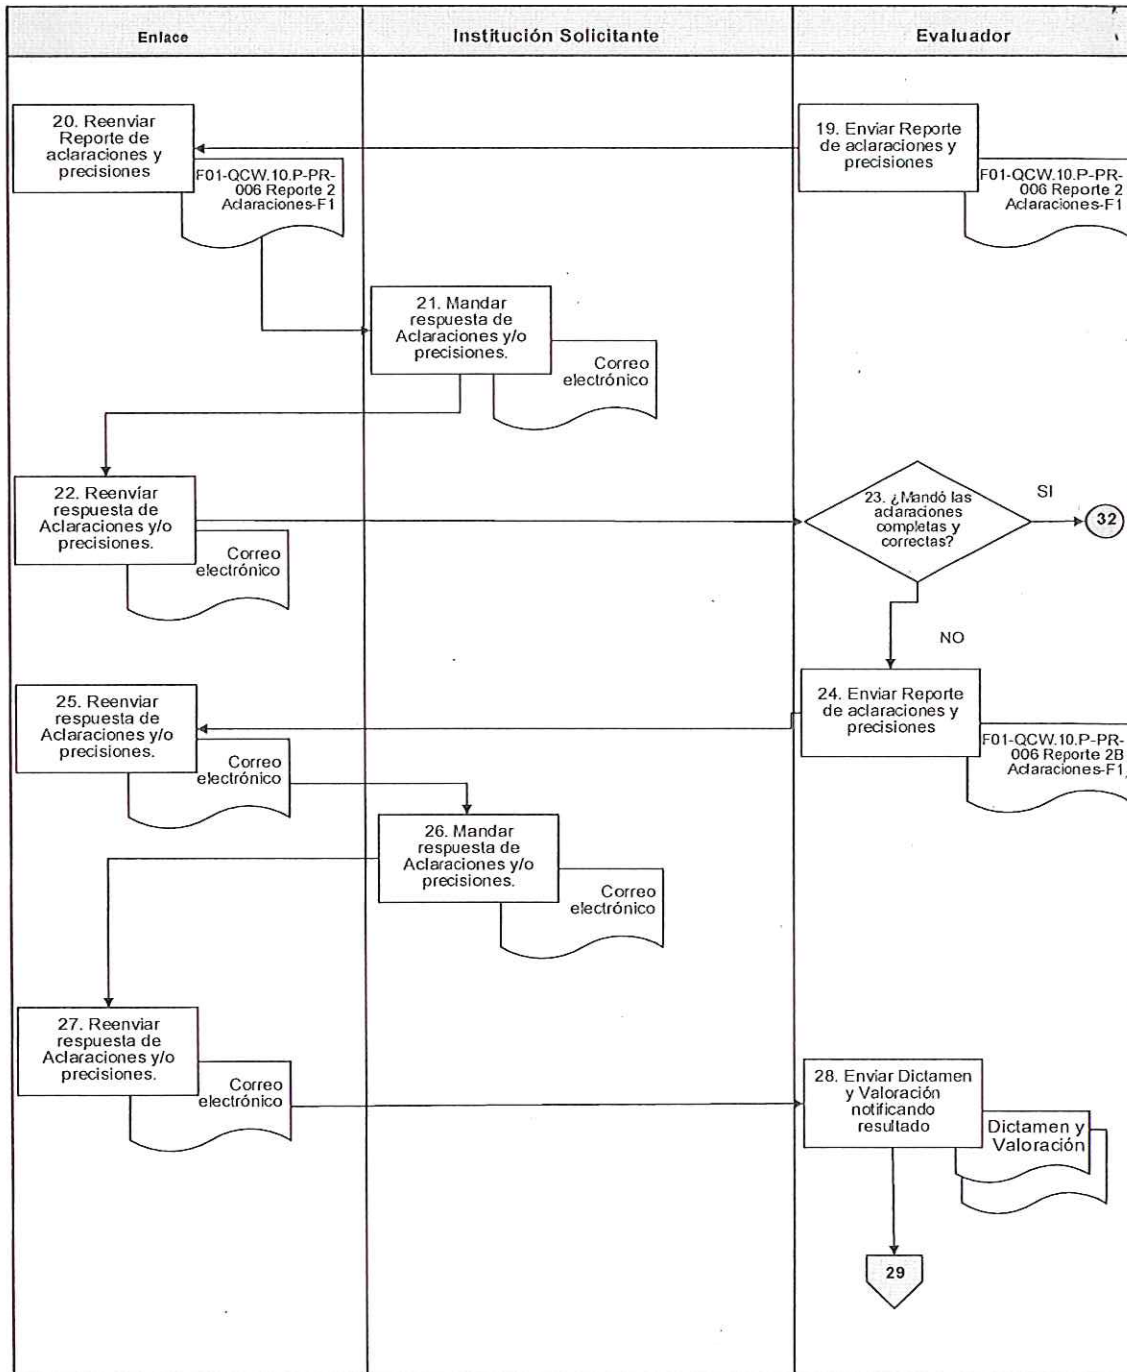 Enlace
Institución Solicitante
Evaluador
20. Reenviar
Reporte de
aclaraciones y
precisiones
F01-QCW.10.P-PR-
006 Reporte 2
Aclaraciones-F1
19. Enviar Reporte
de aclaraciones y
precisiones
F01-QCW.10.P-PR-
006 Reporte 2
Aclaraciones-F1
21. Mandar
respuesta de
Aclaraciones y/o
precisiones.
Correo
electrónico
22. Reenvíar
respuesta de
Aclaraciones y/o
precisiones.
Correo
electrónico
23. ¿Mandó las
aclaraciones
completas y
correctas?
SI
32
NO
24. Enviar Reporte
de aclaraciones y
precisiones
F01-QCW.10.P-PR-
006 Reporte 2B
Aclaraciones-F1
25. Reenviar
respuesta de
Aclaraciones y/o
precisiones.
Correo
electrónico
26. Mandar
respuesta de
Aclaraciones y/o
precisiones.
Correo
electrónico
27. Reenviar
respuesta de
Aclaraciones y/o
precisiones.
Correo
electrónico
28. Enviar Dictamen
y Valoración
notificando
resultado
Dictamen y
Valoración
29